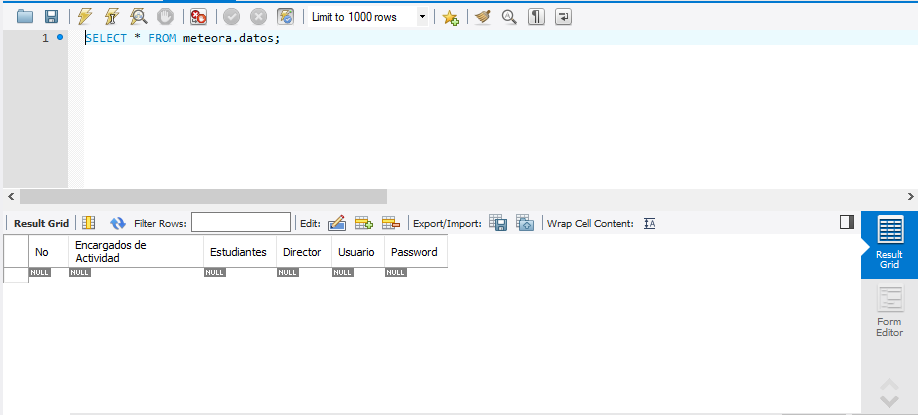 Limit to 1000 rows
1
SELECT * FROM meteora.datos;
Result Grid
Filter Rows:
Edit:
Export/Import:
Wrap Cell Content:
No
Encargados de
Actividad
Estudiantes
Director
Usuario
Password
NULL
NULL
NULL
NULL
NULL
NULL
Result
Grid
Form
Editor